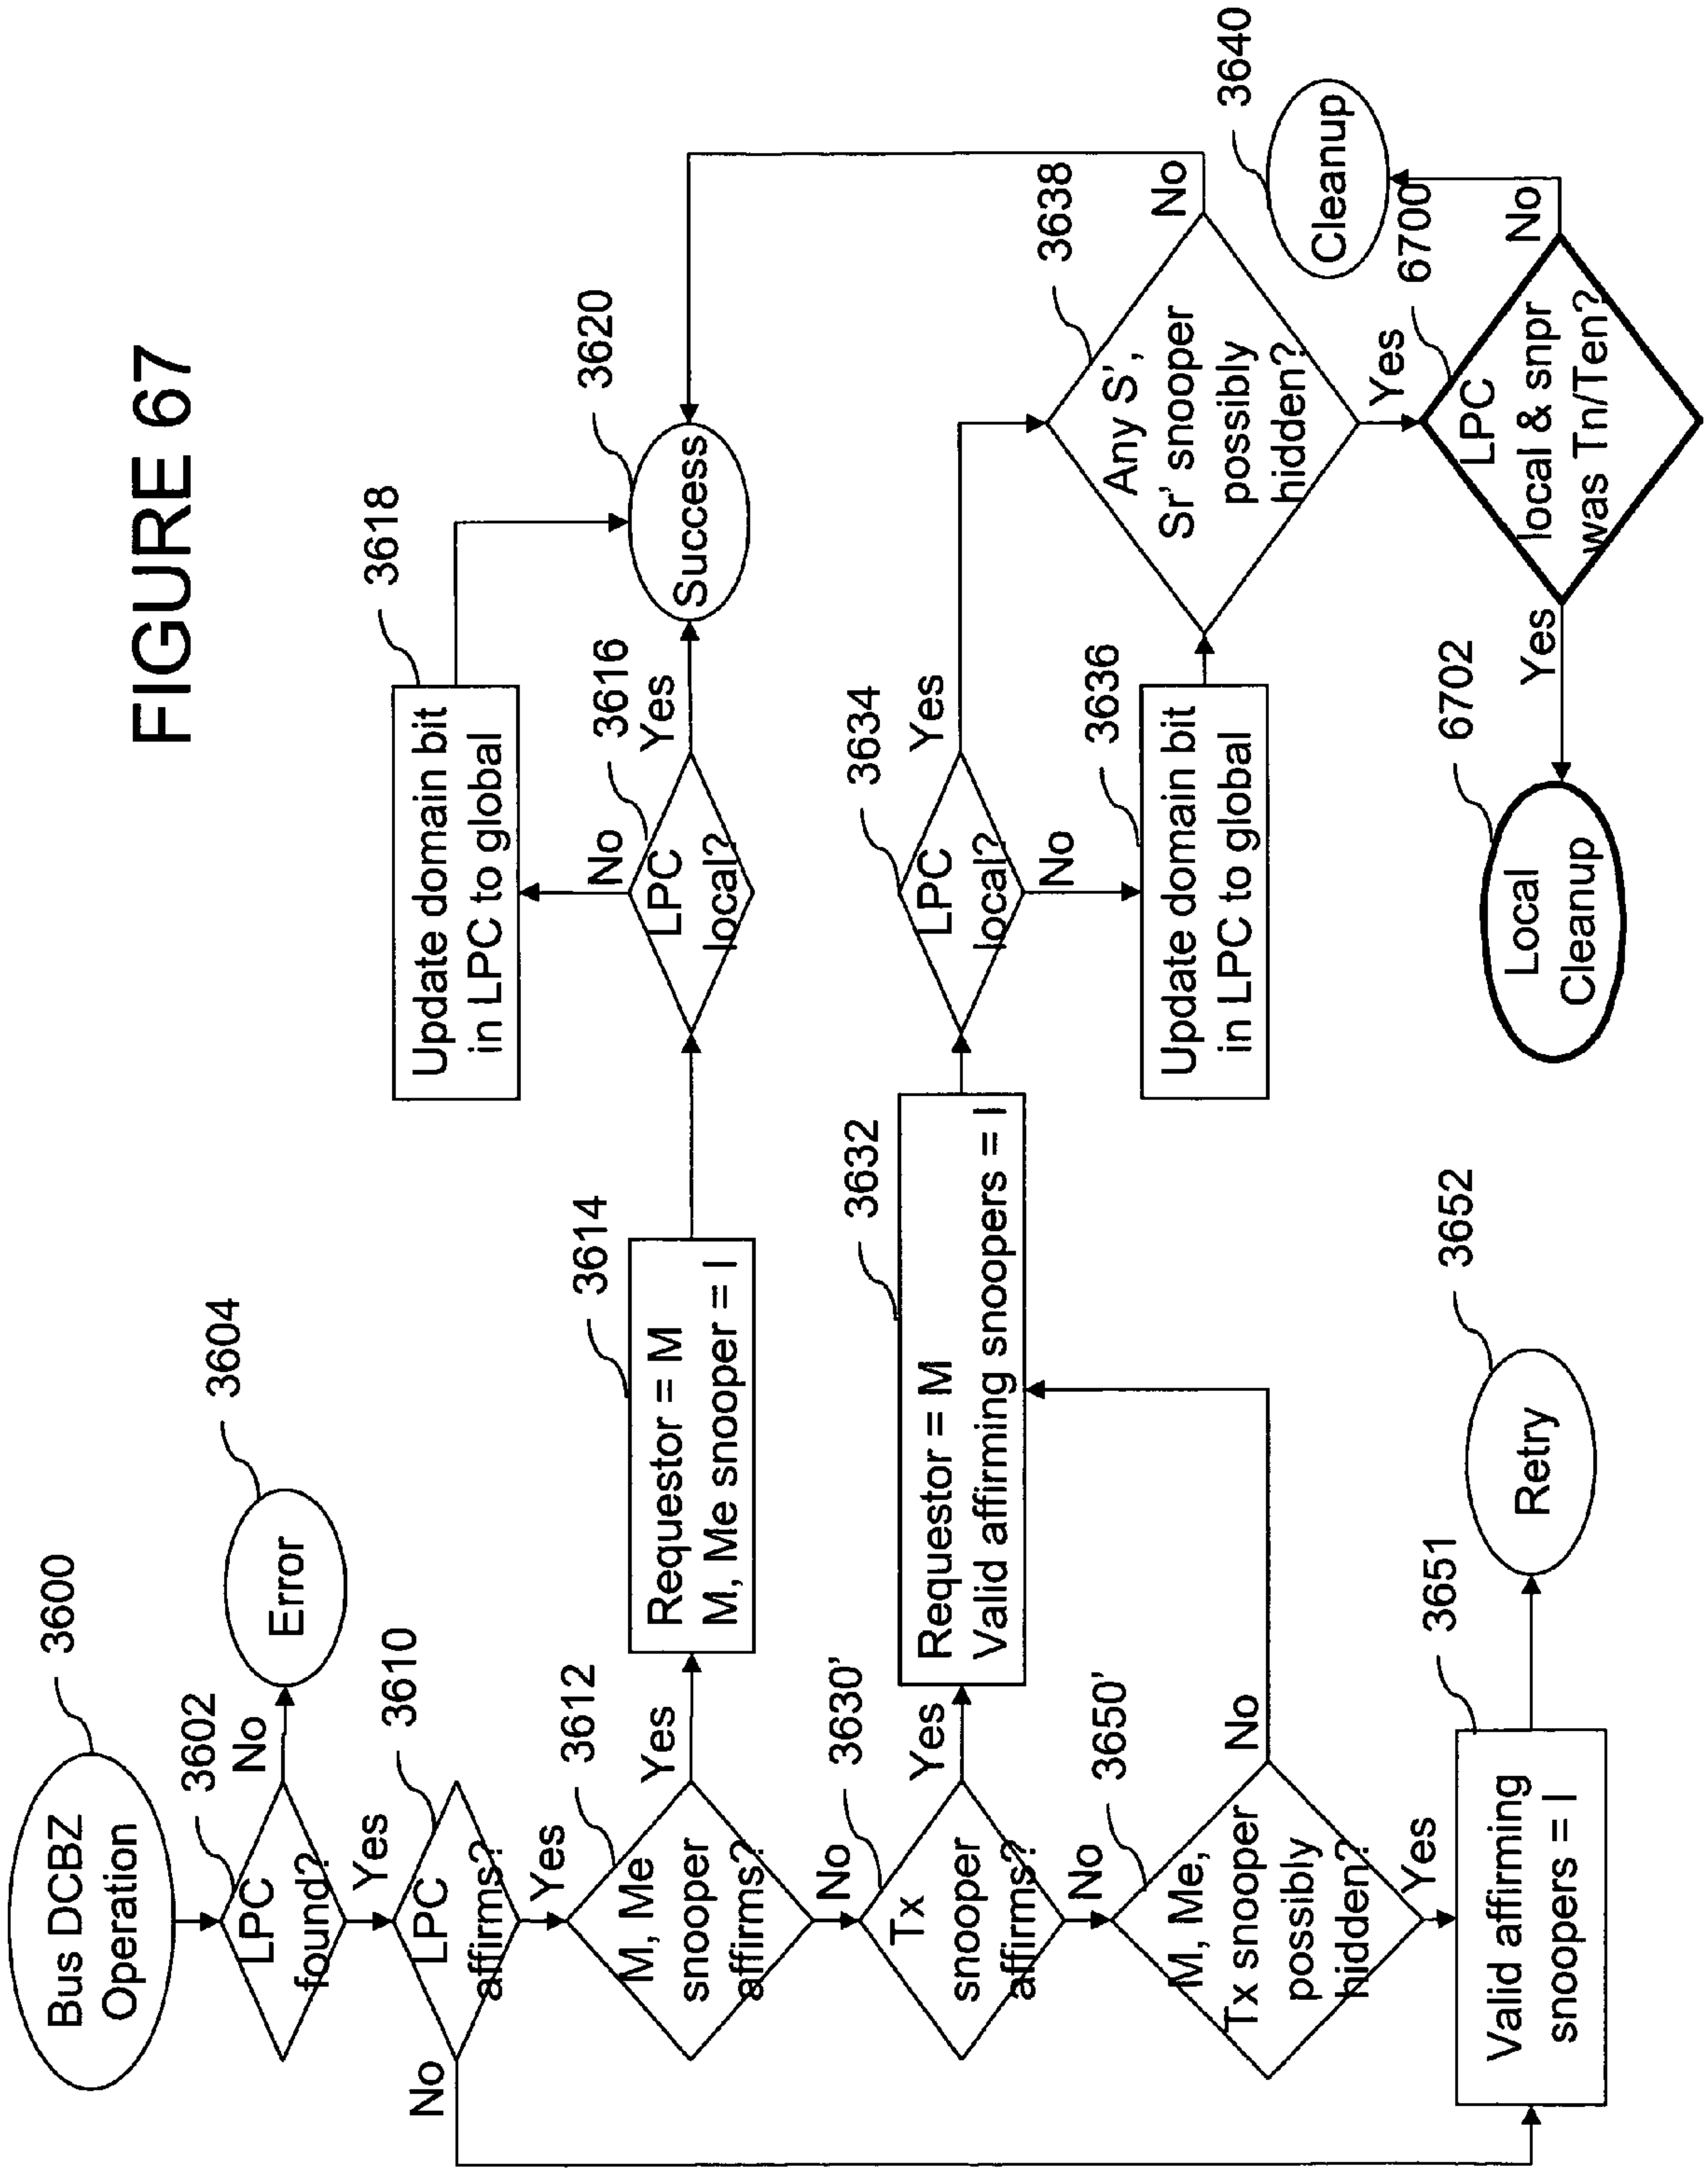 FIGURE 67
Bus DCBZ
Operation
3600
LPC
found?
3602
No
Error
3604
Yes
LPC
affirms?
3610
No
Yes
M, Me
snooper
affirms?
3612
Yes
Requestor = M
M, Me snooper = I
3614
LPC
local?
3616
No
Yes
Update domain bit
in LPC to global
3618
Success
3620
No
Tx
snooper
affirms?
3630'
Yes
Requestor = M
Valid affirming snoopers = I
3632
LPC
local?
3634
Yes
No
Update domain bit
in LPC to global
3636
Any S',
Sr' snooper
possibly
hidden?
3638
No
Yes
Cleanup
3640
LPC
local & snpr
was Tn/Ten?
6700
No
Yes
Local
Cleanup
6702
No
M, Me,
Tx snooper
possibly
hidden?
3650'
No
Yes
Valid affirming
snoopers = I
3651
Retry
3652